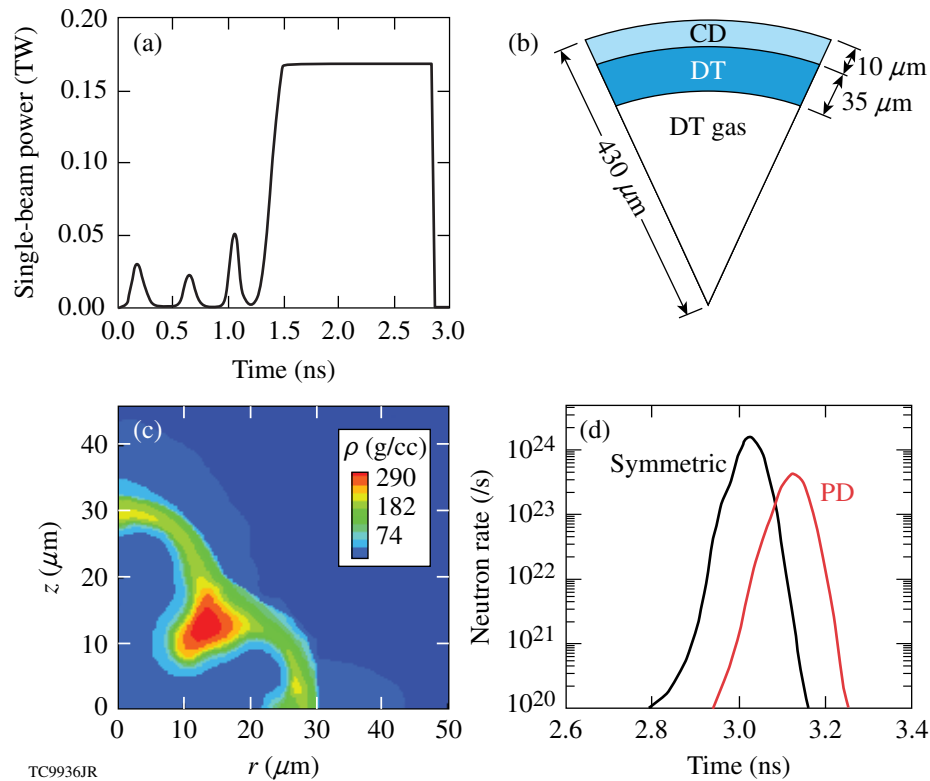 (a)
Single-beam power (TW)
0.20
0.15
0.10
0.05
0.00
0.0 0.5 1.0 1.5 2.0 2.5 3.0
Time (ns)
(b)
CD
DT
DT gas
10 μm
35 μm
430 μm
(c)
z (μm)
40
30
20
10
0
0 10 20 30 40 50
r (μm)
ρ (g/cc)
290
182
74
(d)
Neutron rate (/s)
10^24
10^23
10^22
10^21
10^20
Symmetric
PD
2.6 2.8 3.0 3.2 3.4
Time (ns)
TC9936JR